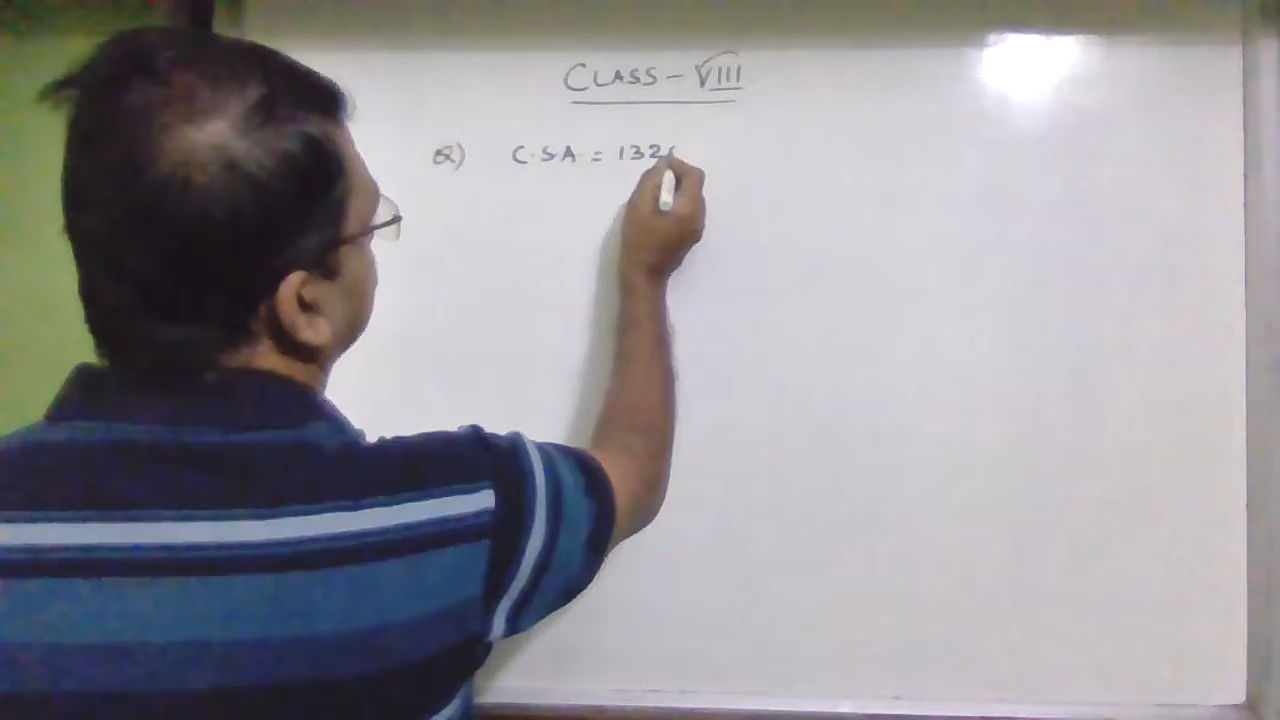 CLASS - VIII
Q) C.S.A. = 132